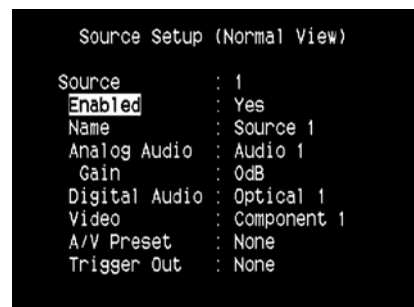 Source Setup (Normal View)
Source : 1
Enabled : Yes
Name : Source 1
Analog Audio : Audio 1
Gain : 0dB
Digital Audio : Optical 1
Video : Component 1
A/V Preset : None
Trigger Out : None